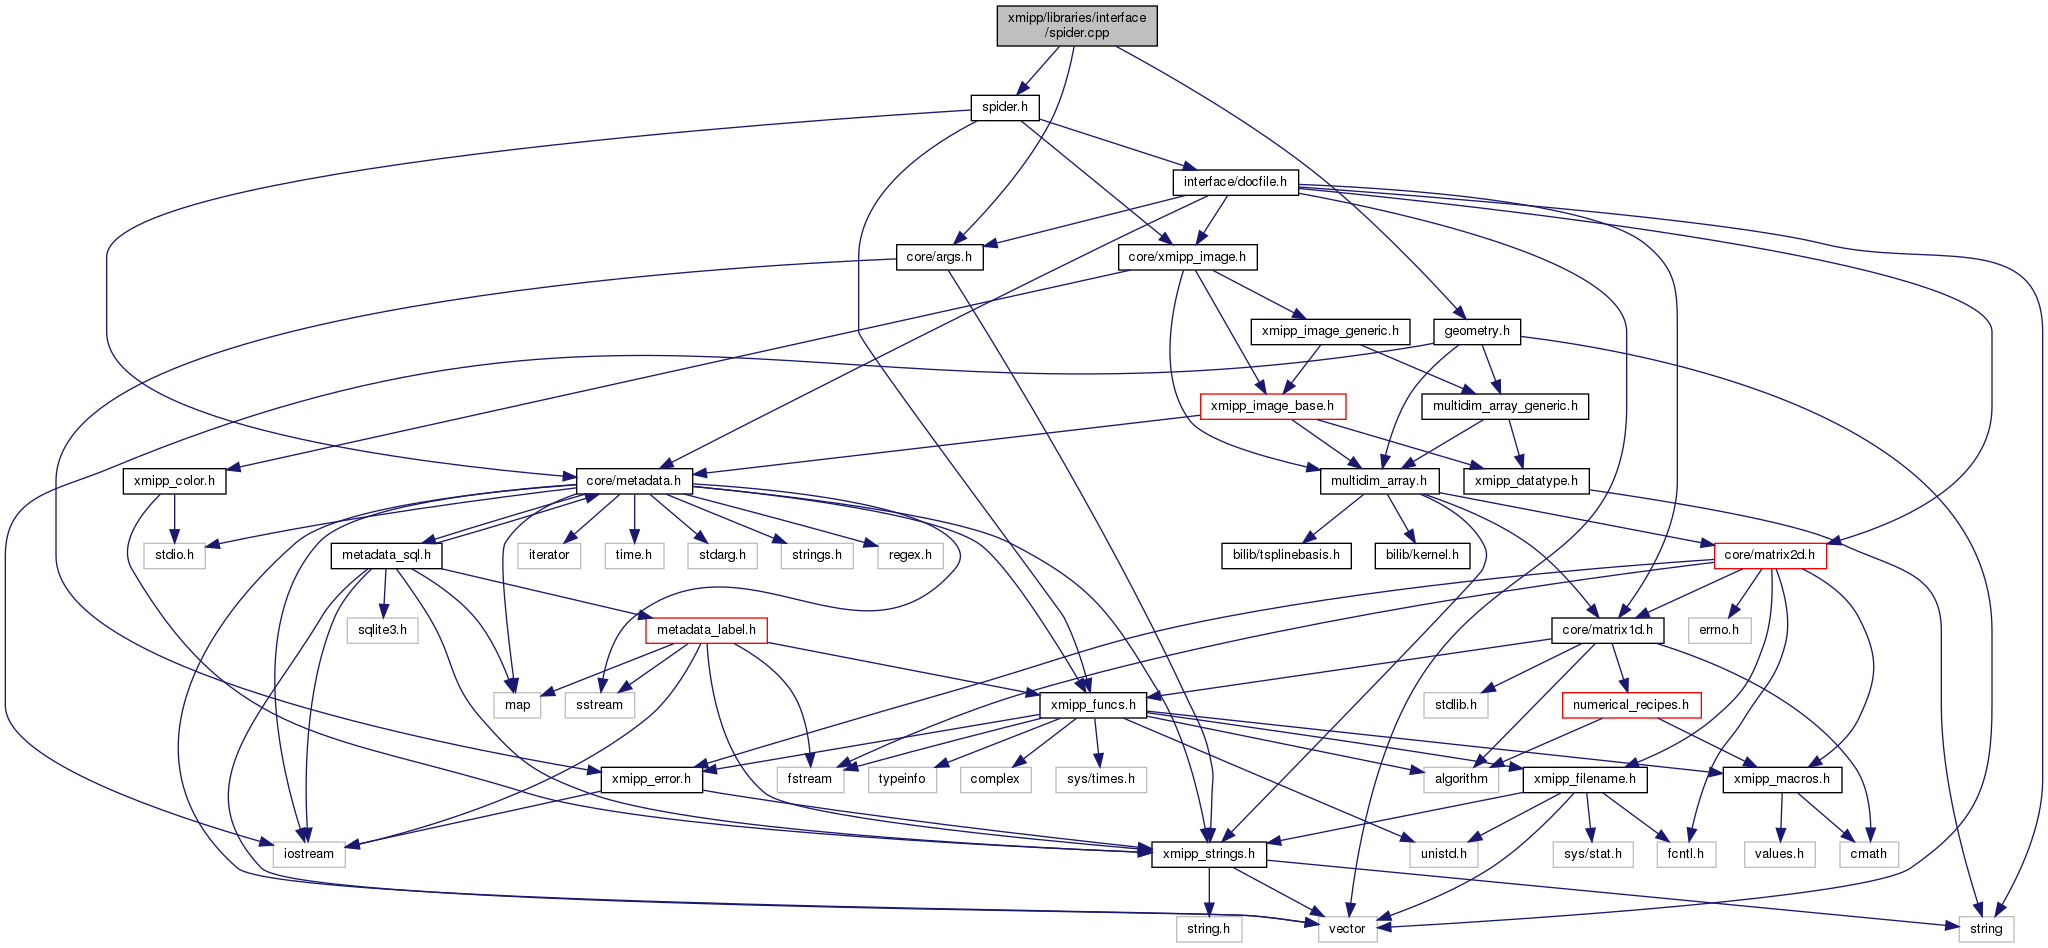 xmipp/libraries/interface
/spider.cpp
spider.h
interface/docfile.h
core/args.h
core/xmipp_image.h
xmipp_image_generic.h
geometry.h
xmipp_image_base.h
multidim_array_generic.h
xmipp_color.h
core/metadata.h
multidim_array.h
xmipp_datatype.h
stdio.h
metadata_sql.h
iterator
time.h
stdarg.h
strings.h
regex.h
bilib/tsplinebasis.h
bilib/kernel.h
core/matrix2d.h
sqlite3.h
metadata_label.h
core/matrix1d.h
errno.h
map
sstream
xmipp_funcs.h
stdlib.h
numerical_recipes.h
xmipp_error.h
fstream
typeinfo
complex
sys/times.h
algorithm
xmipp_filename.h
xmipp_macros.h
iostream
xmipp_strings.h
unistd.h
sys/stat.h
fcntl.h
values.h
cmath
string.h
vector
string